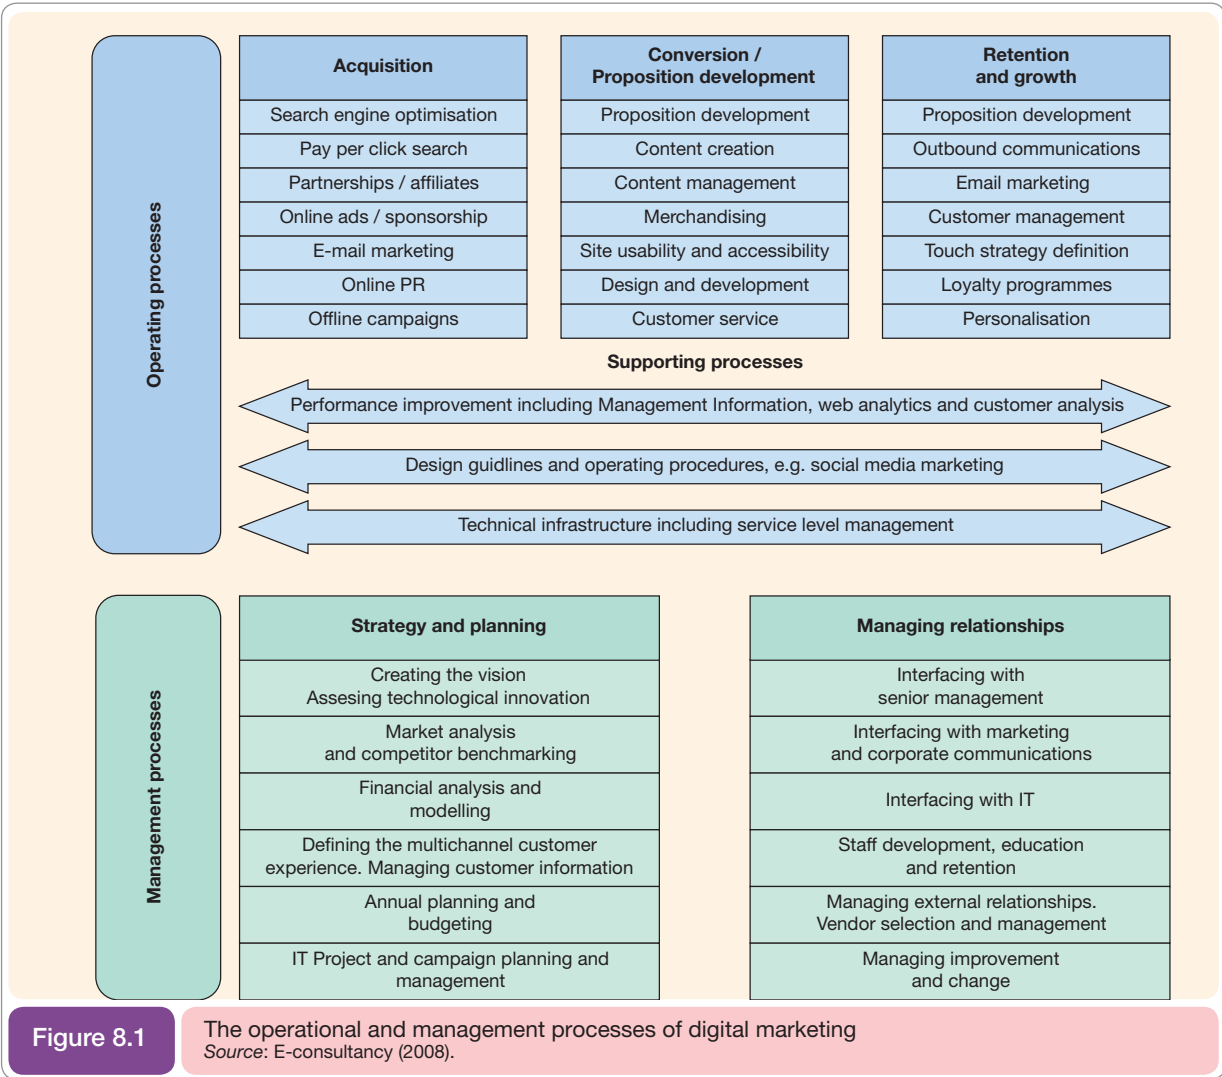 Operating processes
Acquisition
Search engine optimisation
Pay per click search
Partnerships / affiliates
Online ads / sponsorship
E-mail marketing
Online PR
Offline campaigns
Conversion /
Proposition development
Proposition development
Content creation
Content management
Merchandising
Site usability and accessibility
Design and development
Customer service
Retention
and growth
Proposition development
Outbound communications
Email marketing
Customer management
Touch strategy definition
Loyalty programmes
Personalisation
Supporting processes
Performance improvement including Management Information, web analytics and customer analysis
Design guidlines and operating procedures, e.g. social media marketing
Technical infrastructure including service level management
Management processes
Strategy and planning
Creating the vision
Assesing technological innovation
Market analysis
and competitor benchmarking
Financial analysis and
modelling
Defining the multichannel customer
experience. Managing customer information
Annual planning and
budgeting
IT Project and campaign planning and
management
Managing relationships
Interfacing with
senior management
Interfacing with marketing
and corporate communications
Interfacing with IT
Staff development, education
and retention
Managing external relationships.
Vendor selection and management
Managing improvement
and change
Figure 8.1
The operational and management processes of digital marketing
Source: E-consultancy (2008).